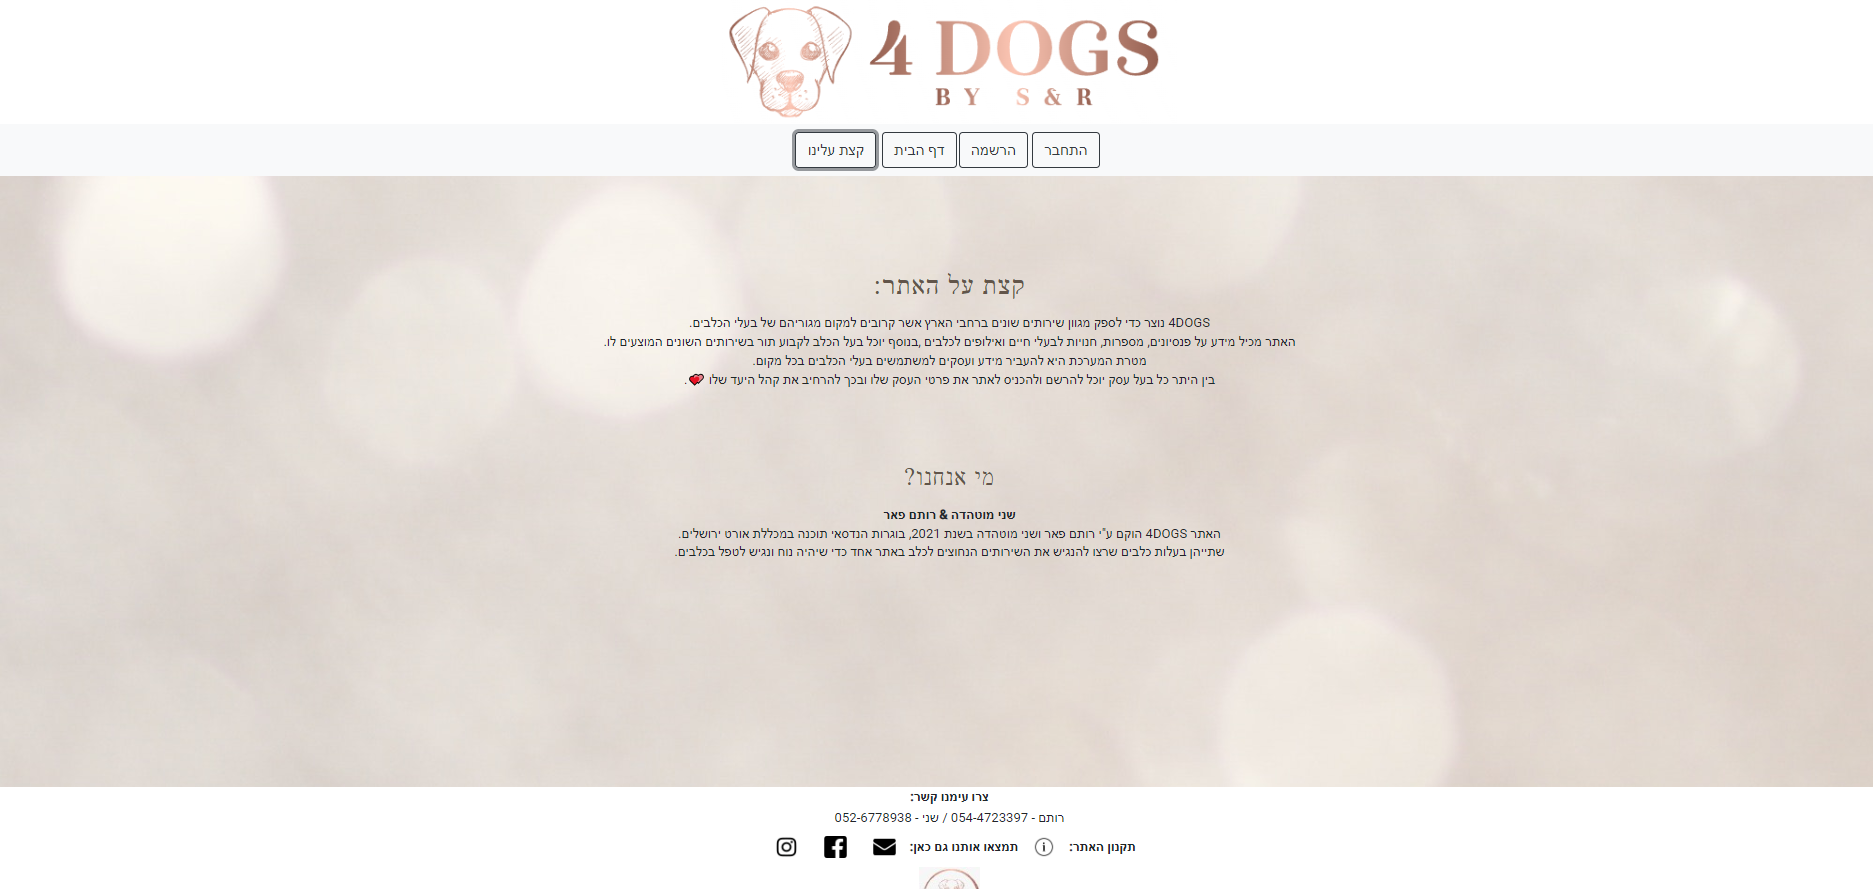 4 DOGS
BY S&R
התחבר
הרשמה
דף הבית
קצת עלינו
קצת על האתר:
4DOGS נוצר כדי לספק מגוון שירותים שונים ברחבי הארץ אשר קרובים למקום מגוריהם של בעלי הכלבים.
האתר מכיל מידע על פנסיונים, מספרות, חנויות לבעלי חיים ואילופים לכלבים ,בנוסף יוכל בעל הכלב לקבוע תור בשירותים השונים המוצעים לו.
מטרת המערכת היא להעביר מידע ועסקים למשתמשים בעלי הכלבים בכל מקום.
בין היתר כל בעל עסק יוכל להרשם ולהכניס לאתר את פרטי העסק שלו ובכך להרחיב את קהל היעד שלו 💕.
מי אנחנו?
שני מוטהדה & רותם פאר
האתר 4DOGS הוקם ע"י רותם פאר ושני מוטהדה בשנת 2021, בוגרות הנדסאי תוכנה במכללת אורט ירושלים.
שתייהן בעלות כלבים שרצו להנגיש את השירותים הנחוצים לכלב באתר אחד כדי שיהיה נוח ונגיש לטפל בכלבים.
צרו עימנו קשר:
רותם - 054-4723397 / שני - 052-6778938
תקנון האתר:
תמצאו אותנו גם כאן: